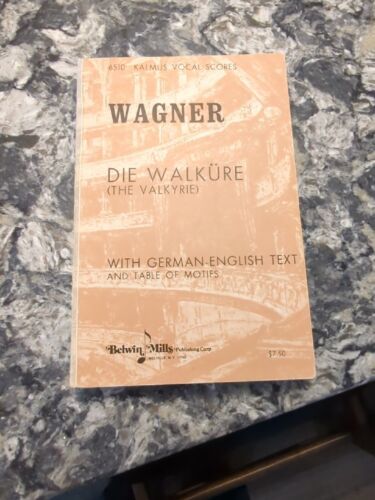 6510 KALMUS VOCAL SCORES
WAGNER
DIE WALKÜRE
(THE VALKYRIE)
WITH GERMAN-ENGLISH TEXT
AND TABLE OF MOTIFS
Belwin Mills Publishing Corp
MELVILLE, N.Y.
$7.50